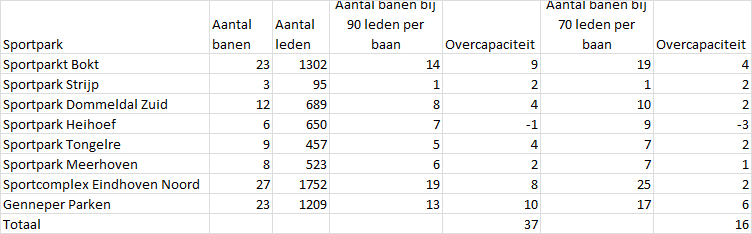 Sportpark Aantal banen Aantal leden Aantal banen bij 90 leden per baan Overcapaciteit Aantal banen bij 70 leden per baan Overcapaciteit
Sportparkt Bokt 23 1302 14 9 19 4
Sportpark Strijp 3 95 1 2 1 2
Sportpark Dommeldal Zuid 12 689 8 4 10 2
Sportpark Heihoef 6 650 7 -1 9 -3
Sportpark Tongelre 9 457 5 4 7 2
Sportpark Meerhoven 8 523 6 2 7 1
Sportcomplex Eindhoven Noord 27 1752 19 8 25 2
Genneper Parken 23 1209 13 10 17 6
Totaal 37 16